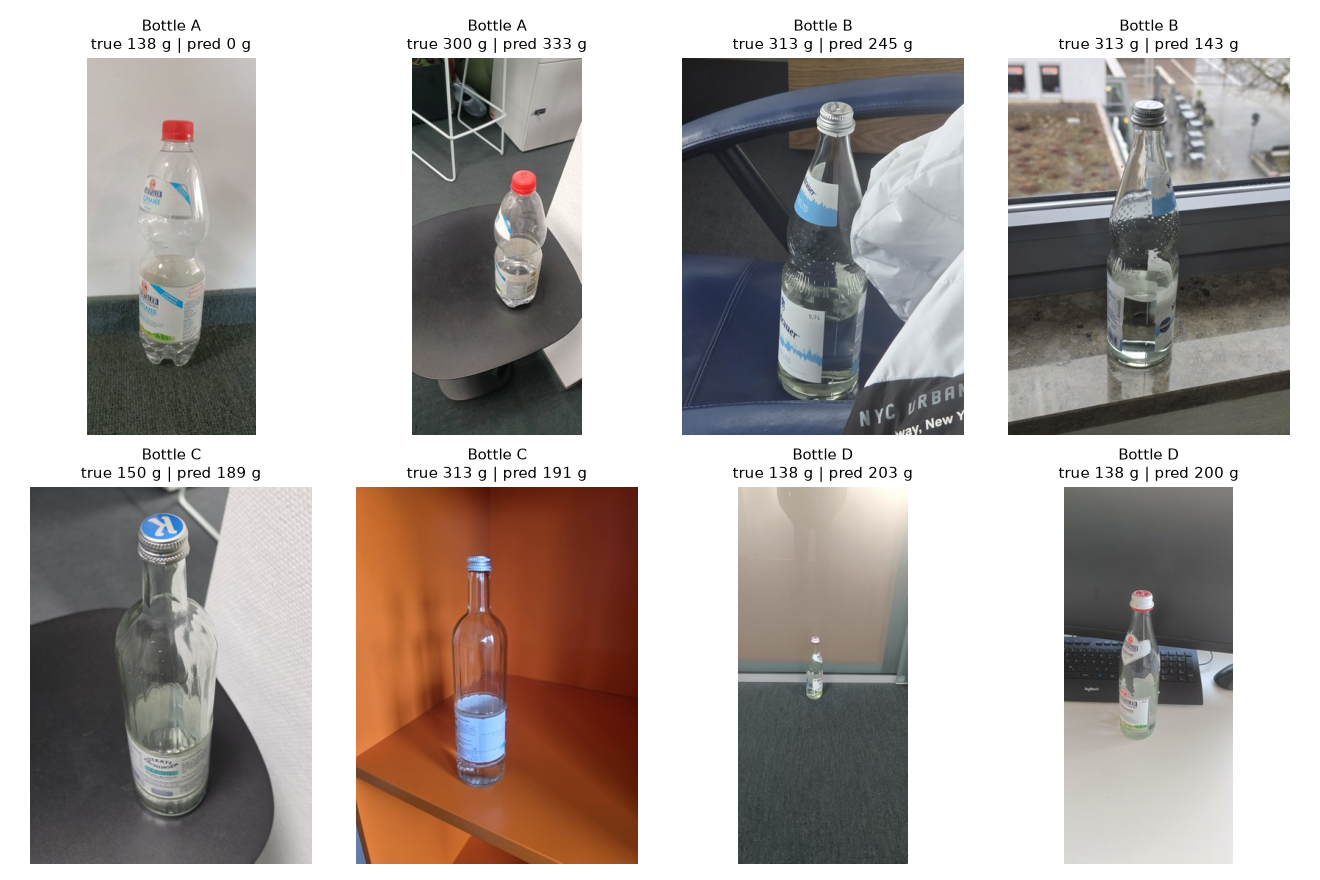 Bottle A
true 138 g | pred 0 g
Bottle A
true 300 g | pred 333 g
Bottle B
true 313 g | pred 245 g
Bottle B
true 313 g | pred 143 g
NYC URBAN
way, New Y
Bottle C
true 150 g | pred 189 g
Bottle C
true 313 g | pred 191 g
Bottle D
true 138 g | pred 203 g
Bottle D
true 138 g | pred 200 g